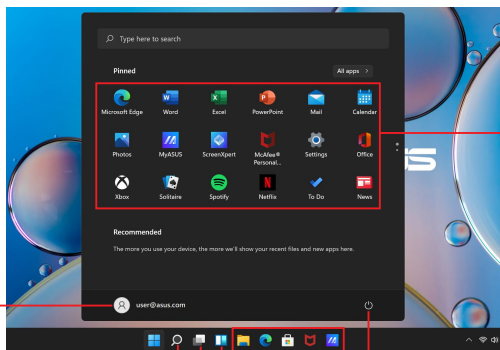 Type here to search
Pinned
All apps >
Microsoft Edge
Word
Excel
PowerPoint
Mail
Calendar
Photos
MyASUS
ScreenXpert
McAfee®
Personal...
Settings
Office
Xbox
Solitaire
Spotify
Netflix
To Do
News
Recommended
The more you use your device, the more we'll show your recent files and new apps here.
user@asus.com